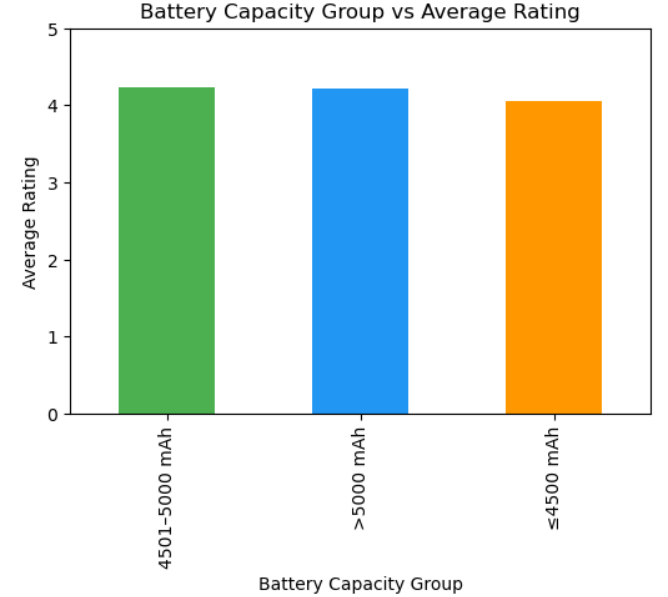 Battery Capacity Group vs Average Rating
5
4
3
2
1
0
Average Rating
4501–5000 mAh
>5000 mAh
≤4500 mAh
Battery Capacity Group